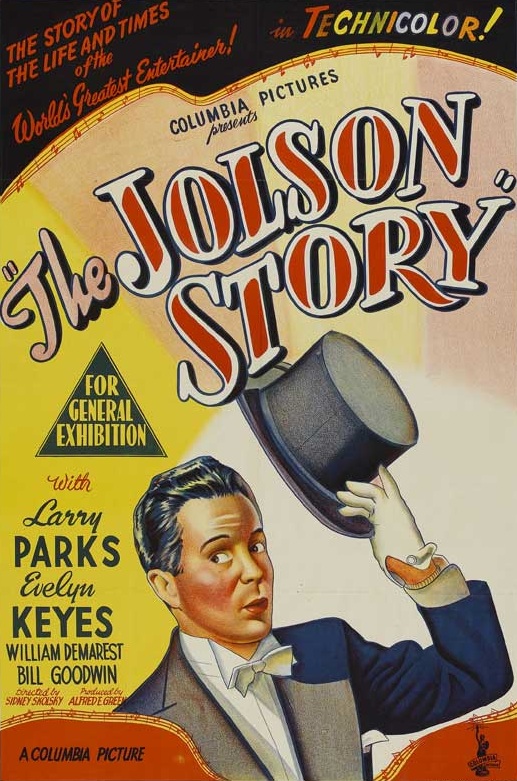 THE STORY OF
THE LIFE AND TIMES
of the
World's Greatest Entertainer!
in TECHNICOLOR!
COLUMBIA PICTURES
presents
"The JOLSON
STORY"
FOR
GENERAL
EXHIBITION
With
Larry
PARKS
Evelyn
KEYES
WILLIAM DEMAREST
BILL GOODWIN
Directed by Produced by
SIDNEY SKOLSKY ALFRED E. GREEN
A COLUMBIA PICTURE
COLUMBIA